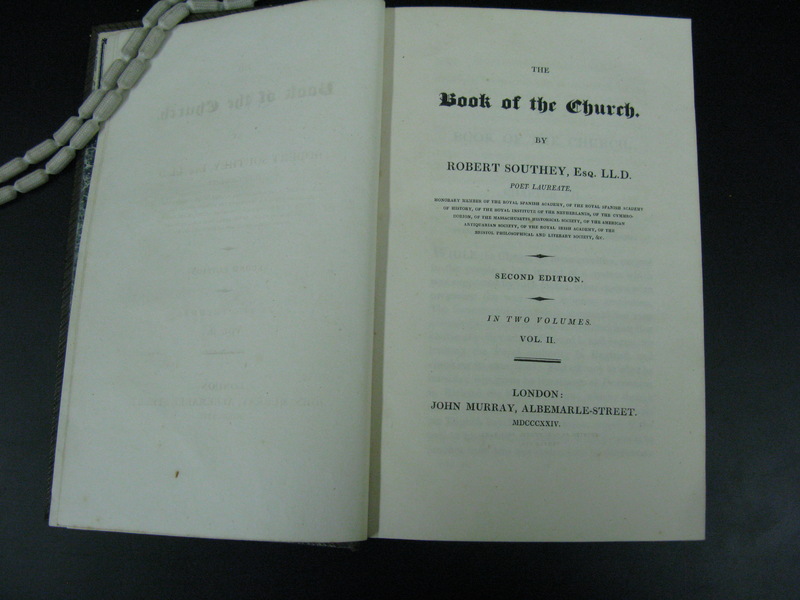 THE
Book of the Church.
BY
ROBERT SOUTHEY, Esq. LL.D.
POET LAUREATE,
HONORARY MEMBER OF THE ROYAL SPANISH ACADEMY, OF THE ROYAL SPANISH ACADEMY
OF HISTORY, OF THE ROYAL INSTITUTE OF THE NETHERLANDS, OF THE CYMMRO-
DORION, OF THE MASSACHUSETTS HISTORICAL SOCIETY, OF THE AMERICAN
ANTIQUARIAN SOCIETY, OF THE ROYAL IRISH ACADEMY, OF THE
BRISTOL PHILOSOPHICAL AND LITERARY SOCIETY, &c.
SECOND EDITION.
IN TWO VOLUMES.
VOL. II.
LONDON:
JOHN MURRAY, ALBEMARLE-STREET.
MDCCCXXIV.